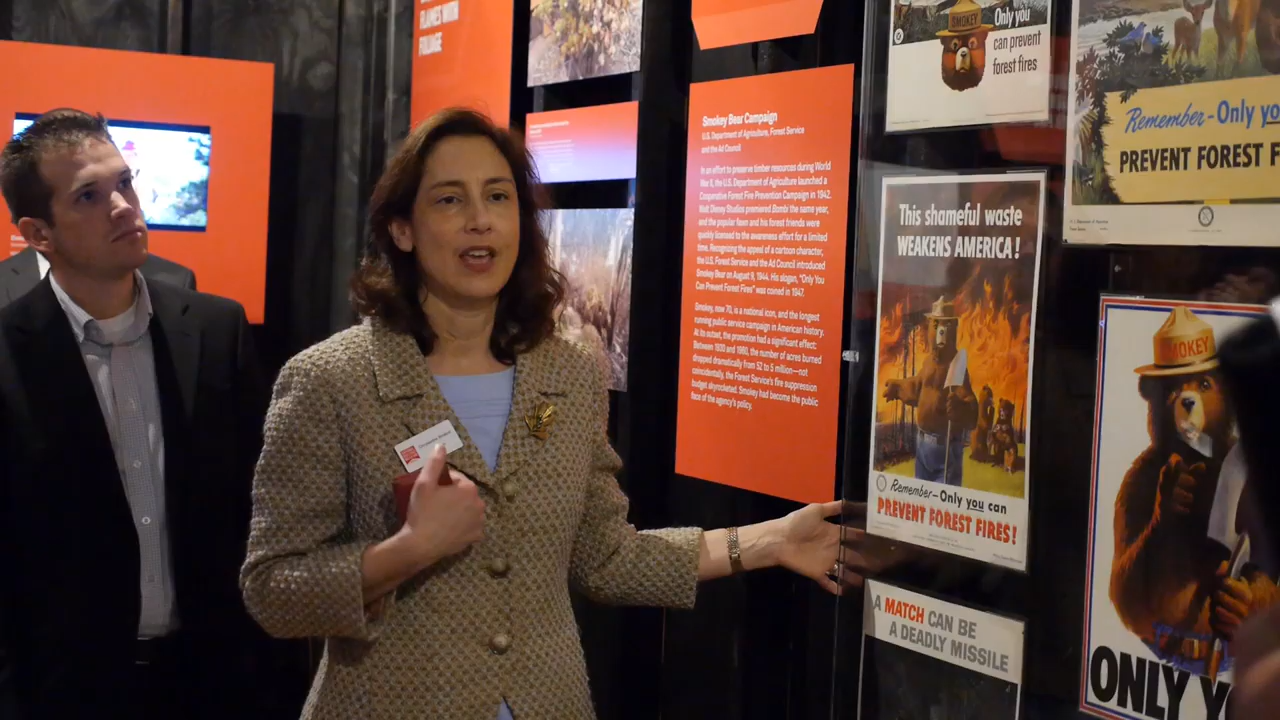 FLAMES WITH
FOLIAGE
Smokey Bear Campaign
U.S. Department of Agriculture, Forest Service
and the Ad Council
In an effort to preserve timber resources during World
War II, the U.S. Department of Agriculture launched a
Cooperative Forest Fire Prevention Campaign in 1942.
Walt Disney Studios premiered Bambi the same year,
and the popular fawn and his forest friends were
quickly licensed to the awareness effort for a limited
time. Recognizing the appeal of a cartoon character,
the U.S. Forest Service and the Ad Council introduced
Smokey Bear on August 9, 1944. His slogan, "Only You
Can Prevent Forest Fires" was coined in 1947.
Smokey, now 70, is a national icon, and the longest
running public service campaign in American history.
At its outset, the promotion had a significant effect:
Between 1930 and 1980, the number of acres burned
dropped dramatically from 52 to 5 million—not
coincidentally, the Forest Service's fire suppression
budget skyrocketed. Smokey had become the public
face of the agency's policy.
SMOKEY
Only you
can prevent
forest fires
Remember-Only yo
PREVENT FOREST F
This shameful waste
WEAKENS AMERICA!
Remember-Only you can
PREVENT FOREST FIRES!
A MATCH CAN BE
A DEADLY MISSILE
SMOKEY
ONLY Y